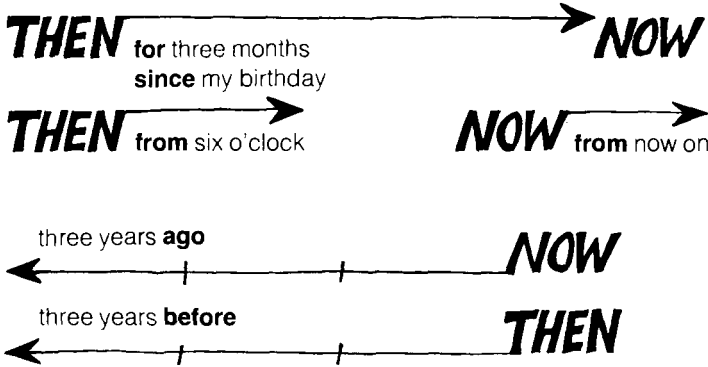 THEN for three months NOW
since my birthday
THEN from six o'clock NOW from now on
three years ago NOW
three years before THEN